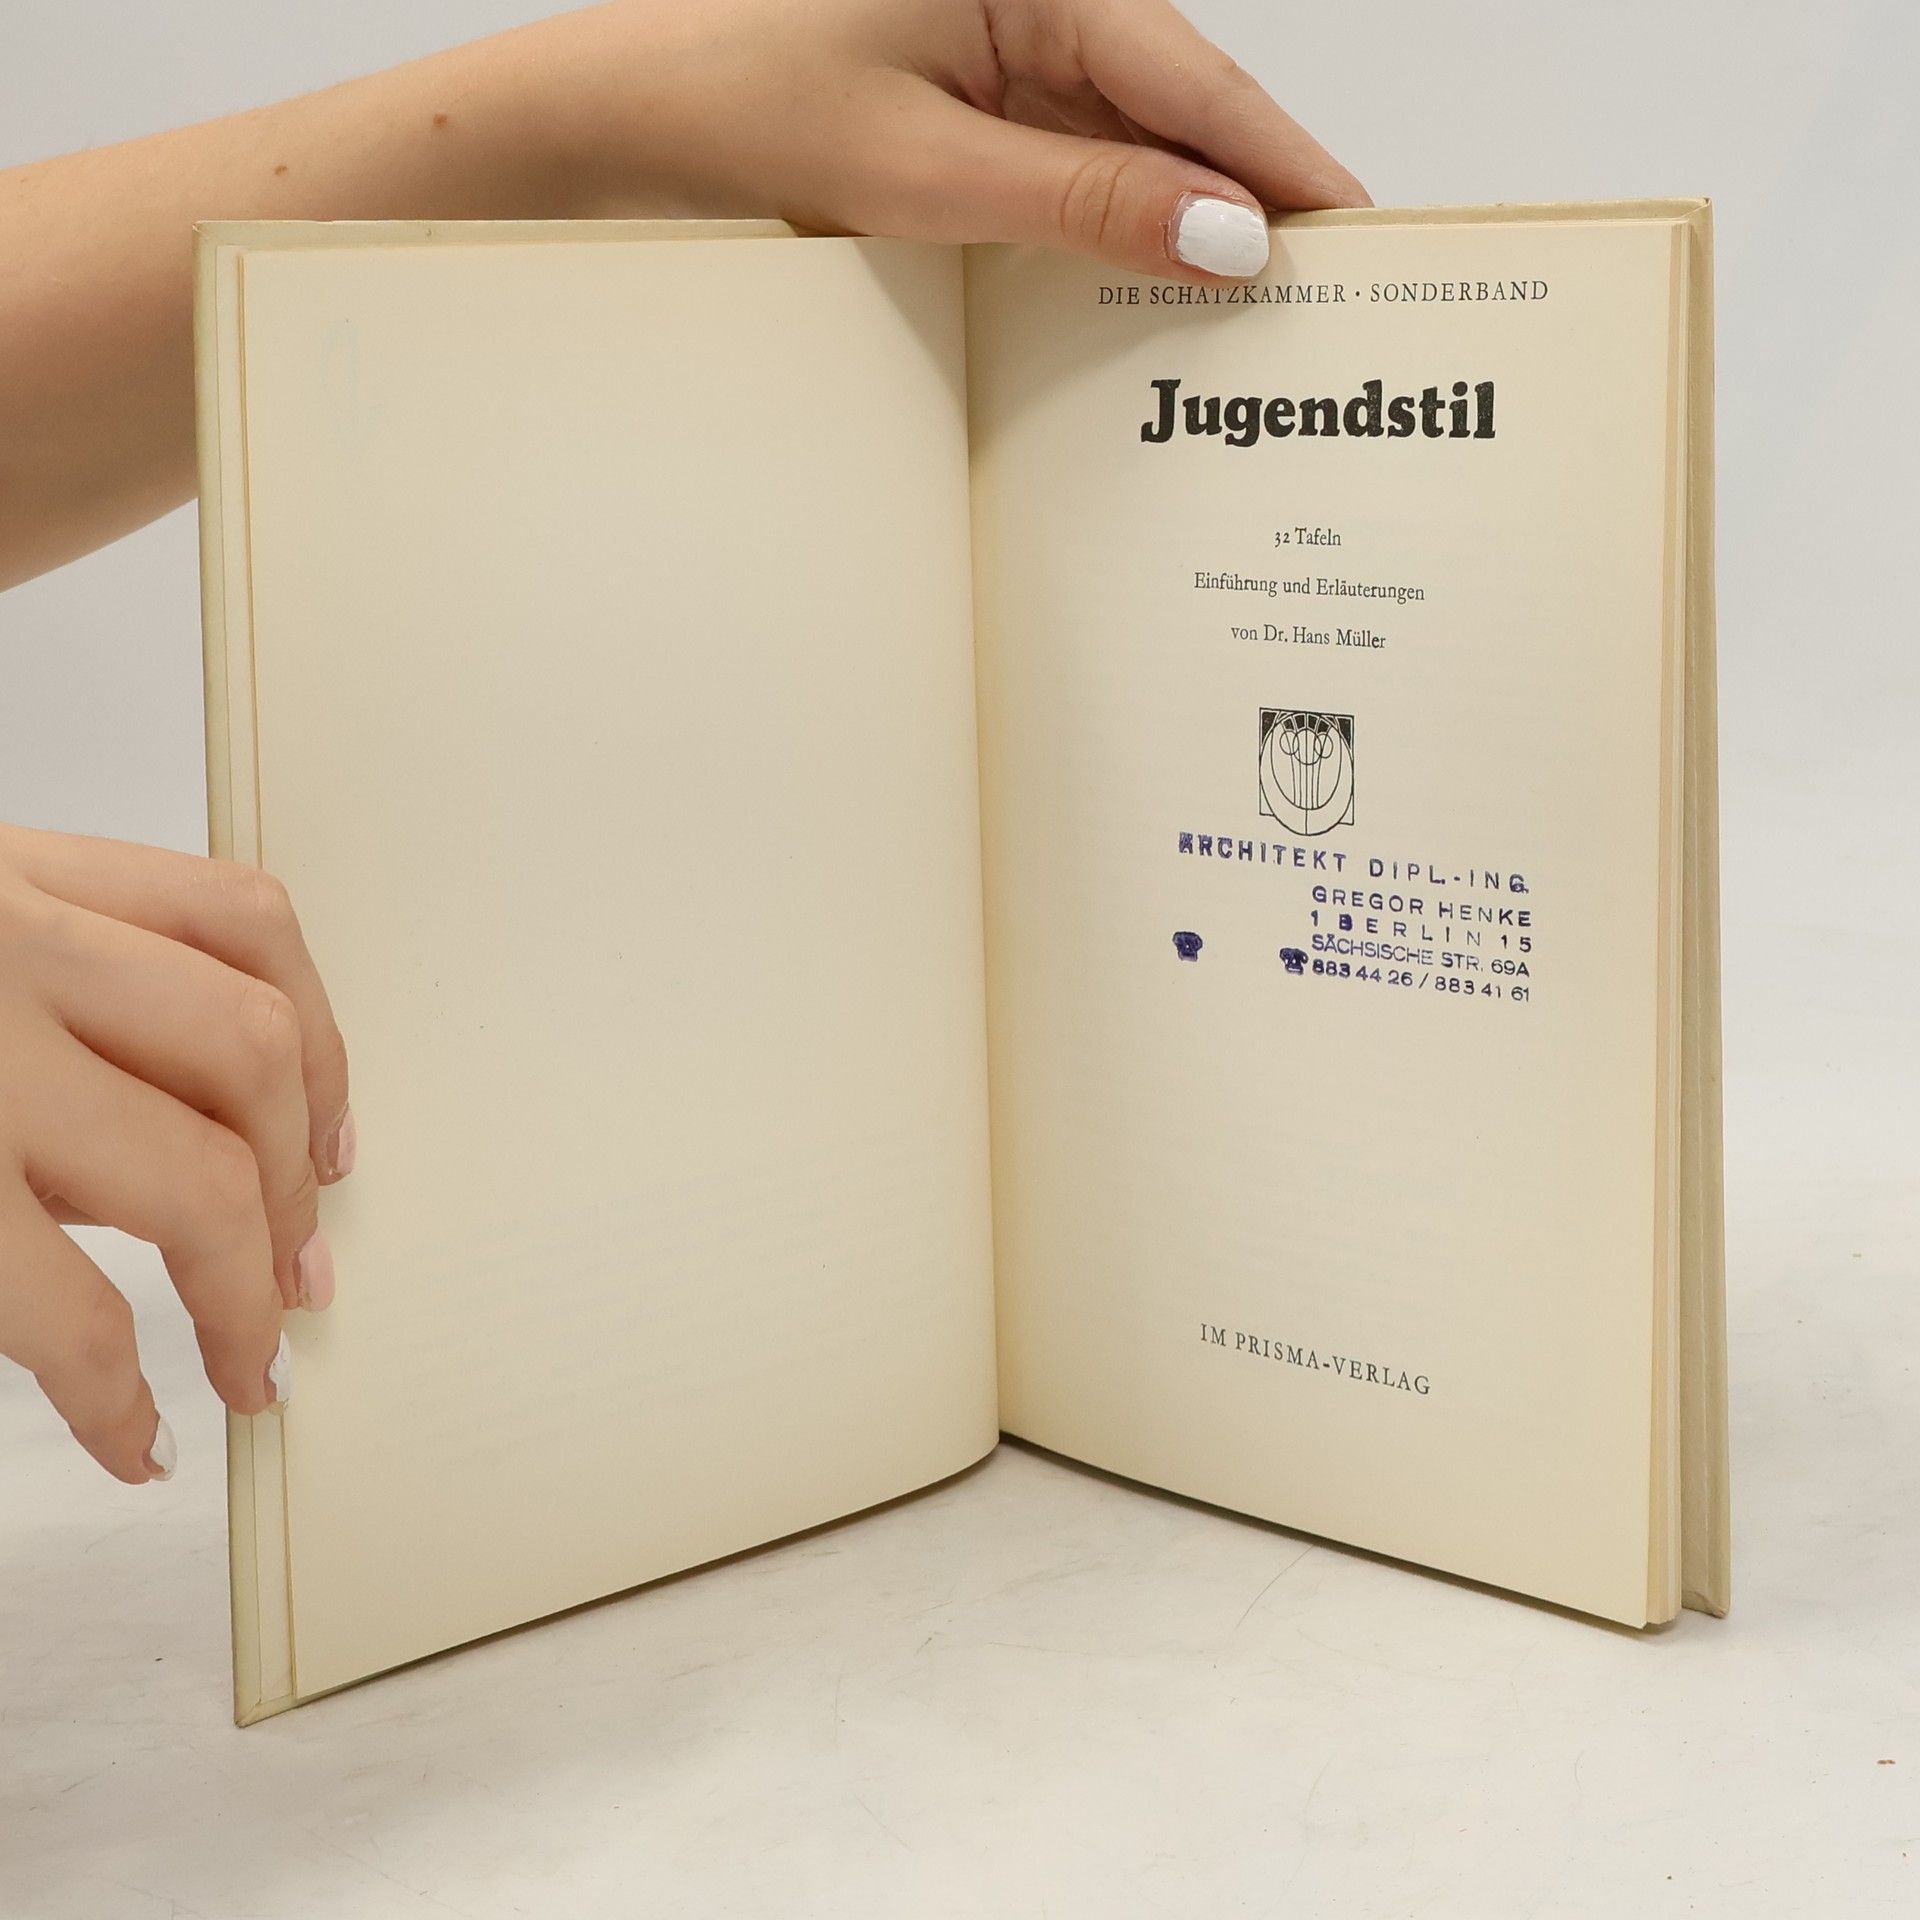 DIE SCHATZKAMMER · SONDERBAND
Jugendstil
32 Tafeln
Einführung und Erläuterungen
von Dr. Hans Müller
ARCHITEKT DIPL.-ING.
GREGOR HENKE
1 BERLIN 15
SÄCHSISCHE STR. 69A
☎ 883 44 26 / 883 41 61
IM PRISMA-VERLAG